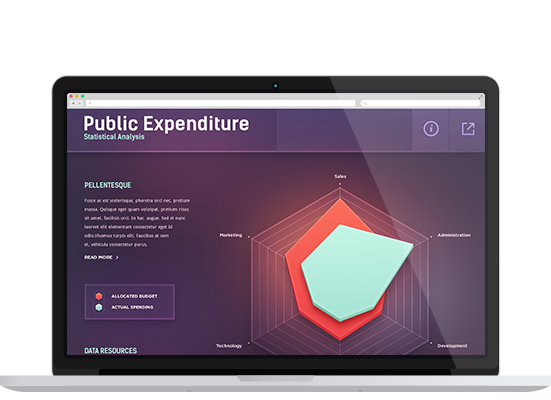 Public Expenditure
Statistical Analysis
PELLENTESQUE
Fusce ac est scelerisque, pharetra orci nec, pretium
massa. Quisque eget quam volutpat, pretium risus
sit amet, facilisis orci. In hac augue. Sed et nunc
laoreet elit elementum consectetur eget id
odio.Vivamus turpis elit, faucibus at sem
et, vehicula consectetur purus.
READ MORE
ALLOCATED BUDGET
ACTUAL SPENDING
DATA RESOURCES
Sales
Marketing
Administration
Technology
Development